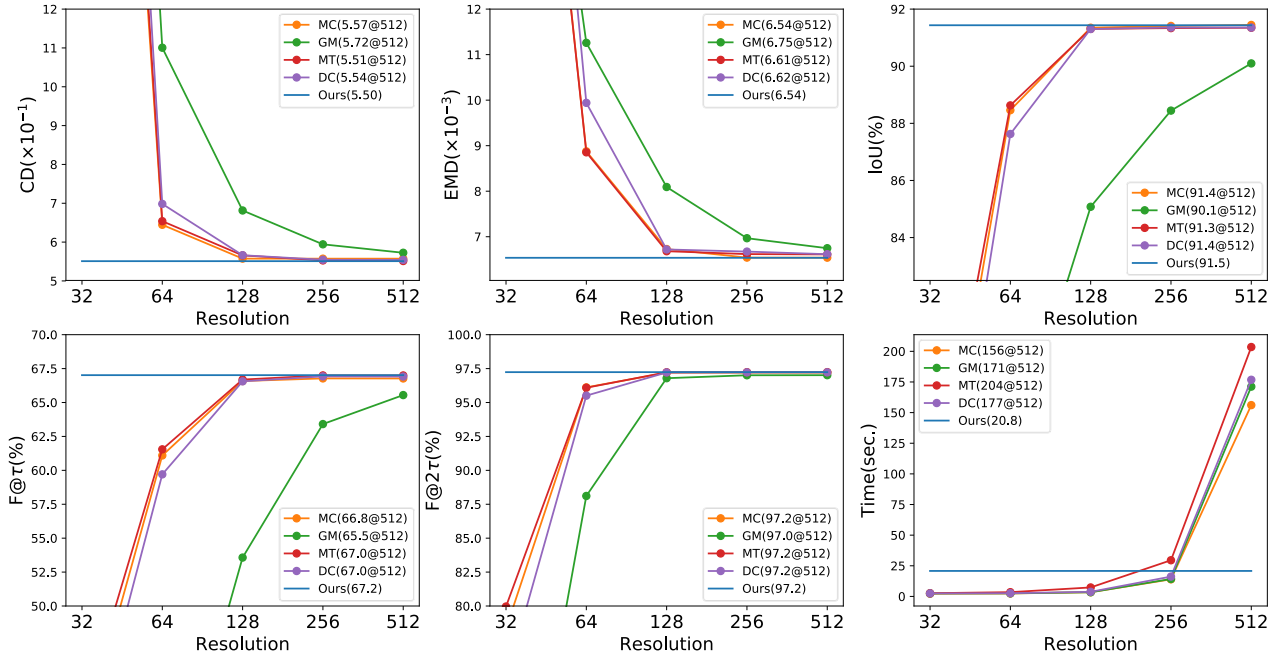 CD(×10⁻¹)
12
11
10
9
8
7
6
5
MC(5.57@512)
GM(5.72@512)
MT(5.51@512)
DC(5.54@512)
Ours(5.50)
32 64 128 256 512
Resolution
EMD(×10⁻³)
12
11
10
9
8
7
MC(6.54@512)
GM(6.75@512)
MT(6.61@512)
DC(6.62@512)
Ours(6.54)
32 64 128 256 512
Resolution
IoU(%)
92
90
88
86
84
MC(91.4@512)
GM(90.1@512)
MT(91.3@512)
DC(91.4@512)
Ours(91.5)
32 64 128 256 512
Resolution
F@τ(%)
70.0
67.5
65.0
62.5
60.0
57.5
55.0
52.5
50.0
MC(66.8@512)
GM(65.5@512)
MT(67.0@512)
DC(67.0@512)
Ours(67.2)
32 64 128 256 512
Resolution
F@2τ(%)
100.0
97.5
95.0
92.5
90.0
87.5
85.0
82.5
80.0
MC(97.2@512)
GM(97.0@512)
MT(97.2@512)
DC(97.2@512)
Ours(97.2)
32 64 128 256 512
Resolution
Time(sec.)
200
175
150
125
100
75
50
25
0
MC(156@512)
GM(171@512)
MT(204@512)
DC(177@512)
Ours(20.8)
32 64 128 256 512
Resolution